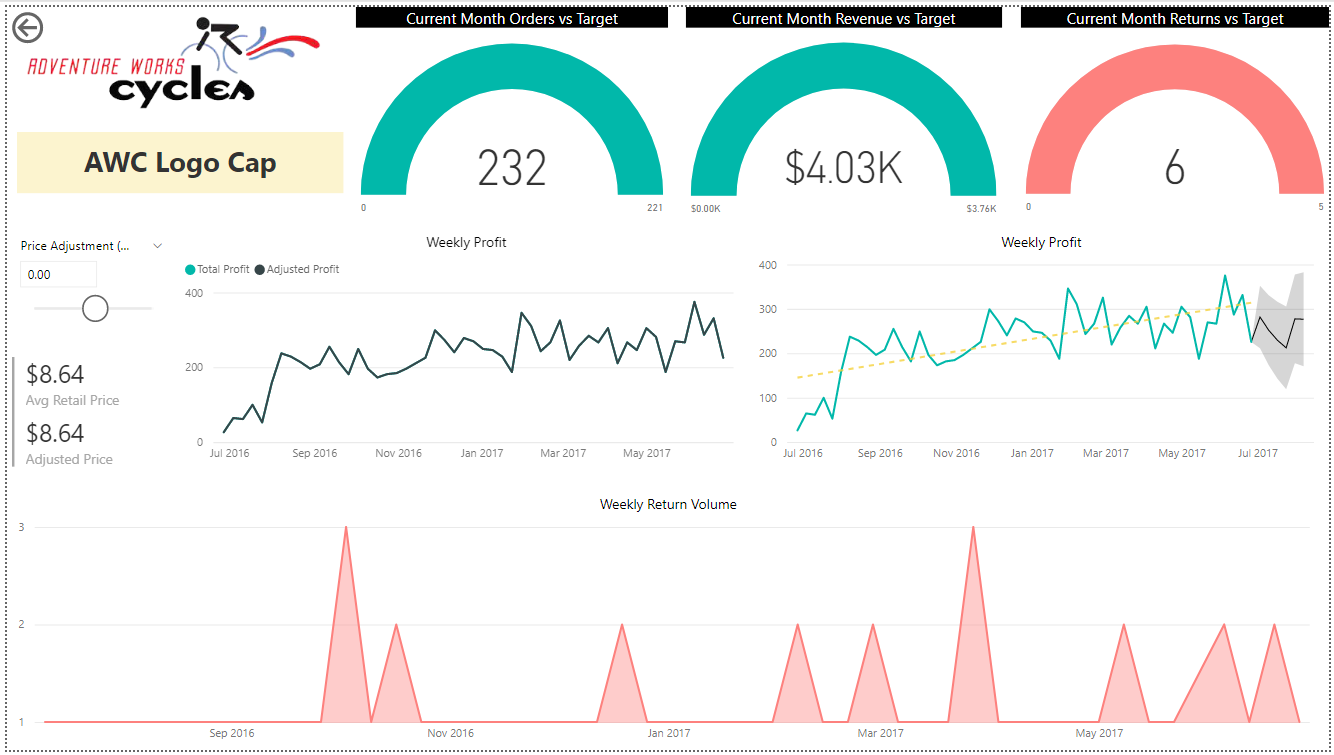 ADVENTURE WORKS
cycles
AWC Logo Cap
Current Month Orders vs Target
232
0
221
Current Month Revenue vs Target
$4.03K
$0.00K
$3.76K
Current Month Returns vs Target
6
0
5
Price Adjustment (...
0.00
$8.64
Avg Retail Price
$8.64
Adjusted Price
Weekly Profit
Total Profit Adjusted Profit
400
200
0
Jul 2016 Sep 2016 Nov 2016 Jan 2017 Mar 2017 May 2017
Weekly Profit
400
300
200
100
0
Jul 2016 Sep 2016 Nov 2016 Jan 2017 Mar 2017 May 2017 Jul 2017
Weekly Return Volume
3
2
1
Sep 2016 Nov 2016 Jan 2017 Mar 2017 May 2017